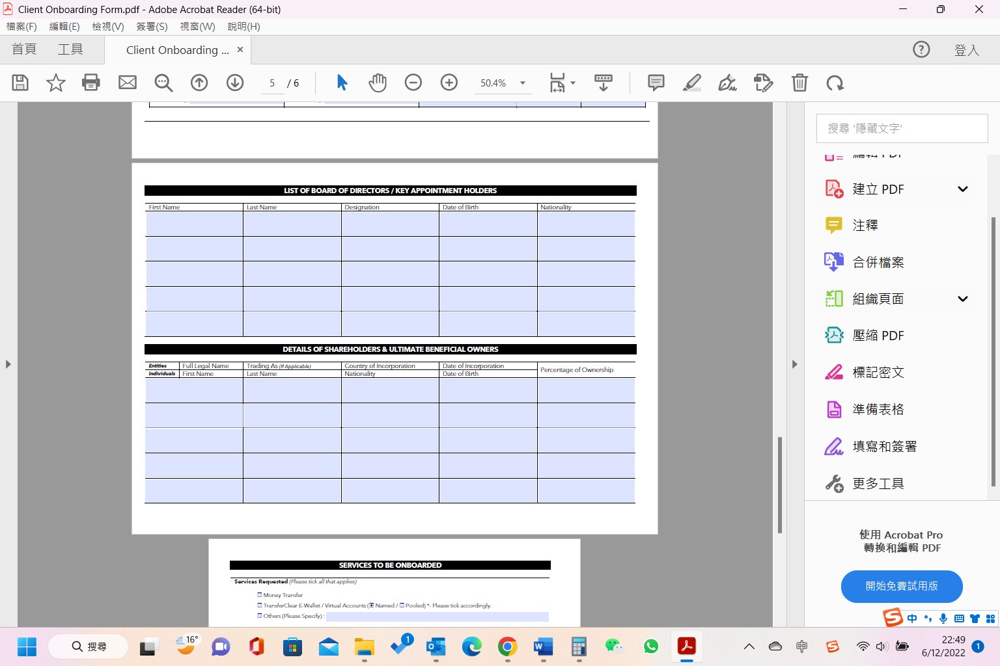 Client Onboarding Form.pdf - Adobe Acrobat Reader (64-bit)
檔案(F) 編輯(E) 檢視(V) 簽署(S) 視窗(W) 說明(H)
首頁 工具 Client Onboarding ... × ? 登入
5 / 6 50.4%
搜尋 '隱藏文字'
編輯 PDF
建立 PDF
注釋
合併檔案
組織頁面
壓縮 PDF
標記密文
準備表格
填寫和簽署
更多工具
使用 Acrobat Pro
轉換和編輯 PDF
開始免費試用版
LIST OF BOARD OF DIRECTORS / KEY APPOINTMENT HOLDERS
First Name Last Name Designation Date of Birth Nationality
DETAILS OF SHAREHOLDERS & ULTIMATE BENEFICIAL OWNERS
Entities Full Legal Name Trading As (If Applicable) Country of Incorporation Date of Incorporation Percentage of Ownership
Individuals First Name Last Name Nationality Date of Birth
SERVICES TO BE ONBOARDED
Services Requested (Please tick all that applies)
Money Transfer
TransferClear E-Wallet / Virtual Accounts ( Named / Pooled) *- Please tick accordingly.
Others (Please Specify) :
中
搜尋 16° 1 中 22:49
6/12/2022 1